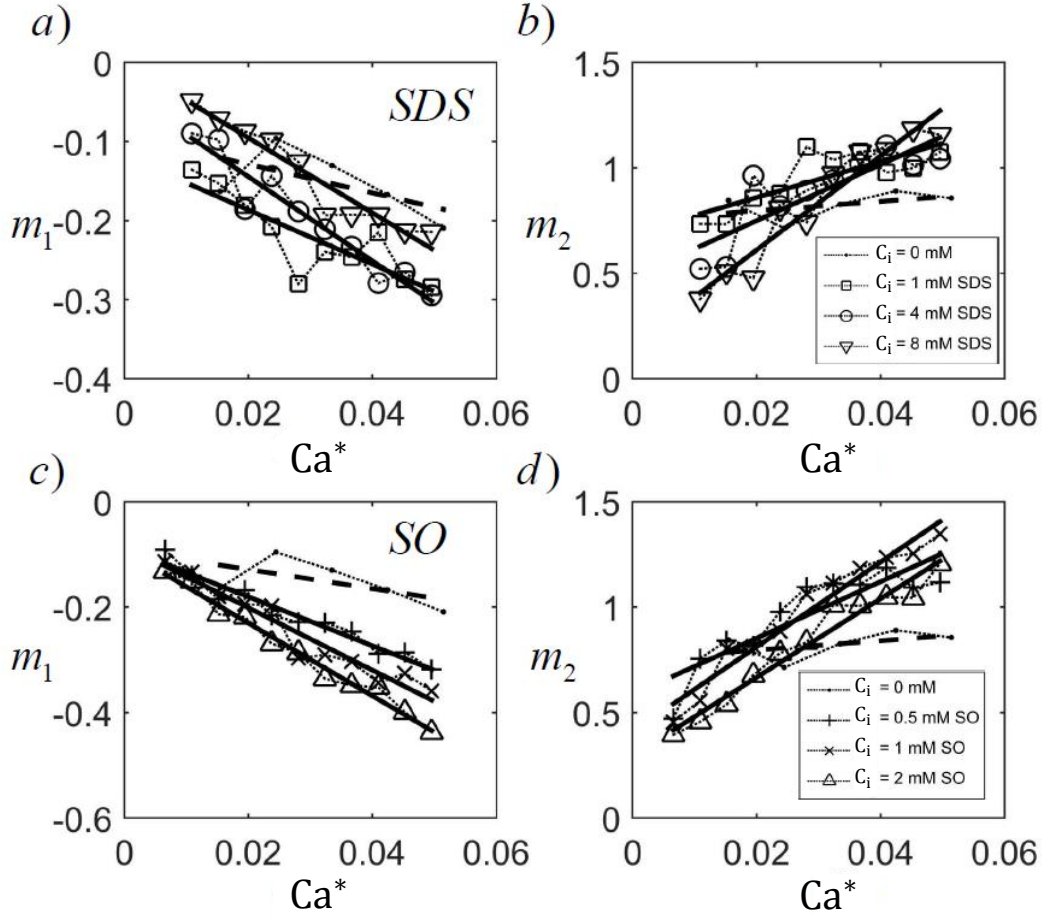 a)
0
-0.1
-0.2
-0.3
-0.4
m₁
SDS
0
0.02
0.04
0.06
Ca*
b)
1.5
1
0.5
0
m₂
Cᵢ = 0 mM
Cᵢ = 1 mM SDS
Cᵢ = 4 mM SDS
Cᵢ = 8 mM SDS
0
0.02
0.04
0.06
Ca*
c)
0
-0.2
-0.4
-0.6
m₁
SO
0
0.02
0.04
0.06
Ca*
d)
1.5
1
0.5
0
m₂
Cᵢ = 0 mM
Cᵢ = 0.5 mM SO
Cᵢ = 1 mM SO
Cᵢ = 2 mM SO
0
0.02
0.04
0.06
Ca*